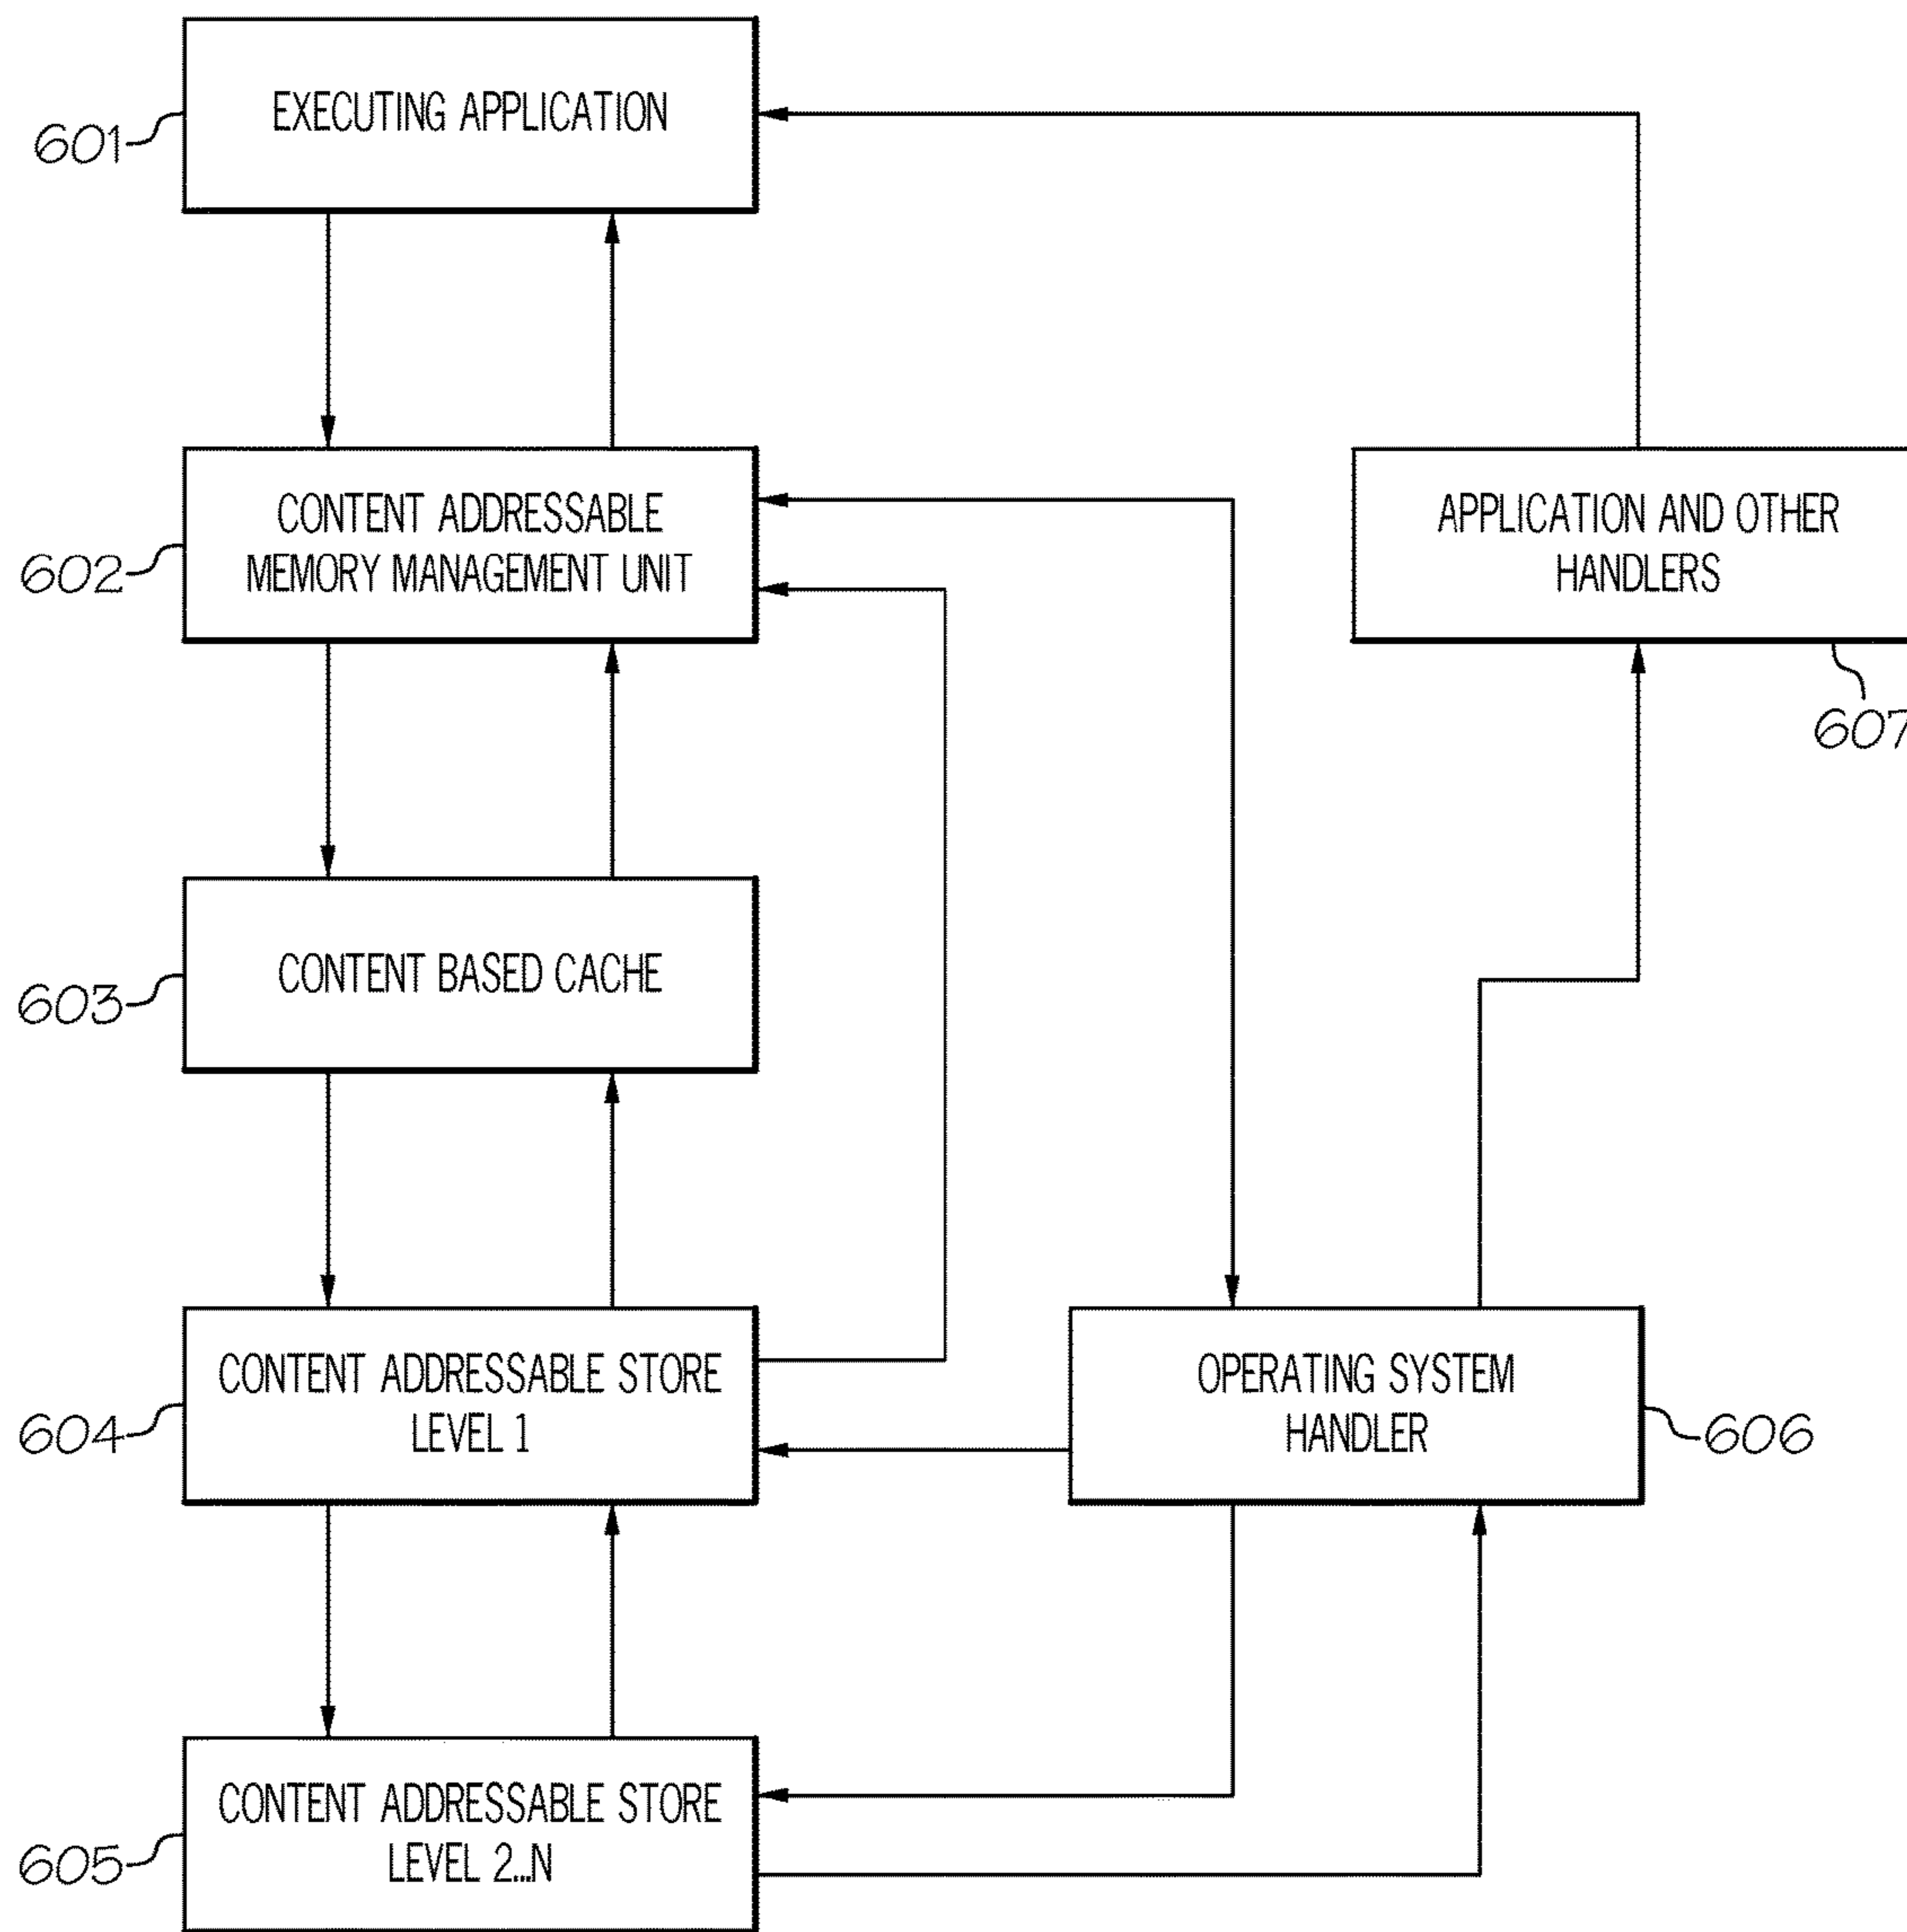 EXECUTING APPLICATION
601
CONTENT ADDRESSABLE
MEMORY MANAGEMENT UNIT
602
APPLICATION AND OTHER
HANDLERS
607
CONTENT BASED CACHE
603
CONTENT ADDRESSABLE STORE
LEVEL 1
604
OPERATING SYSTEM
HANDLER
606
CONTENT ADDRESSABLE STORE
LEVEL 2...N
605